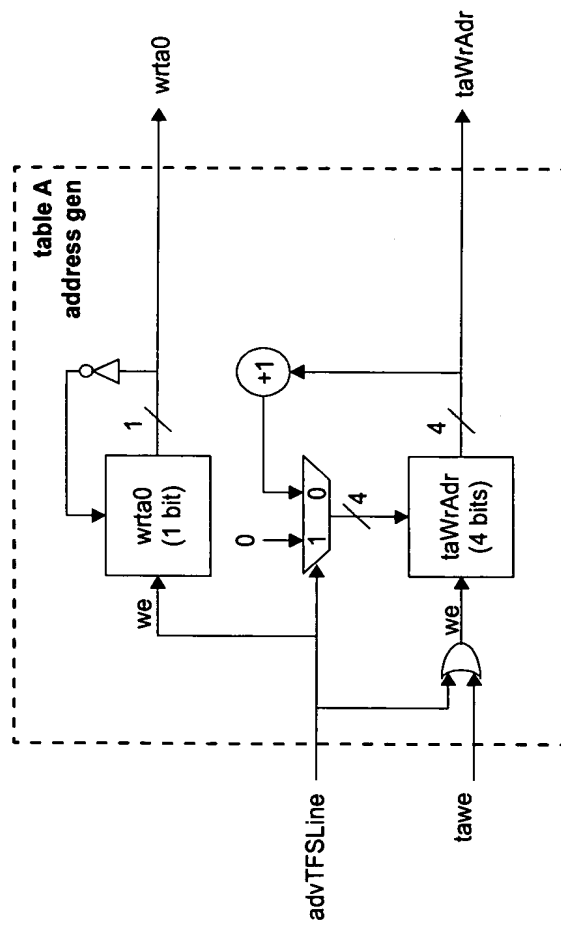 table A
address gen
wrta0
1
we
wrta0
(1 bit)
+1
0
1 0
4
advTFSLine
we
taWrAdr
(4 bits)
4
taWrAdr
tawe